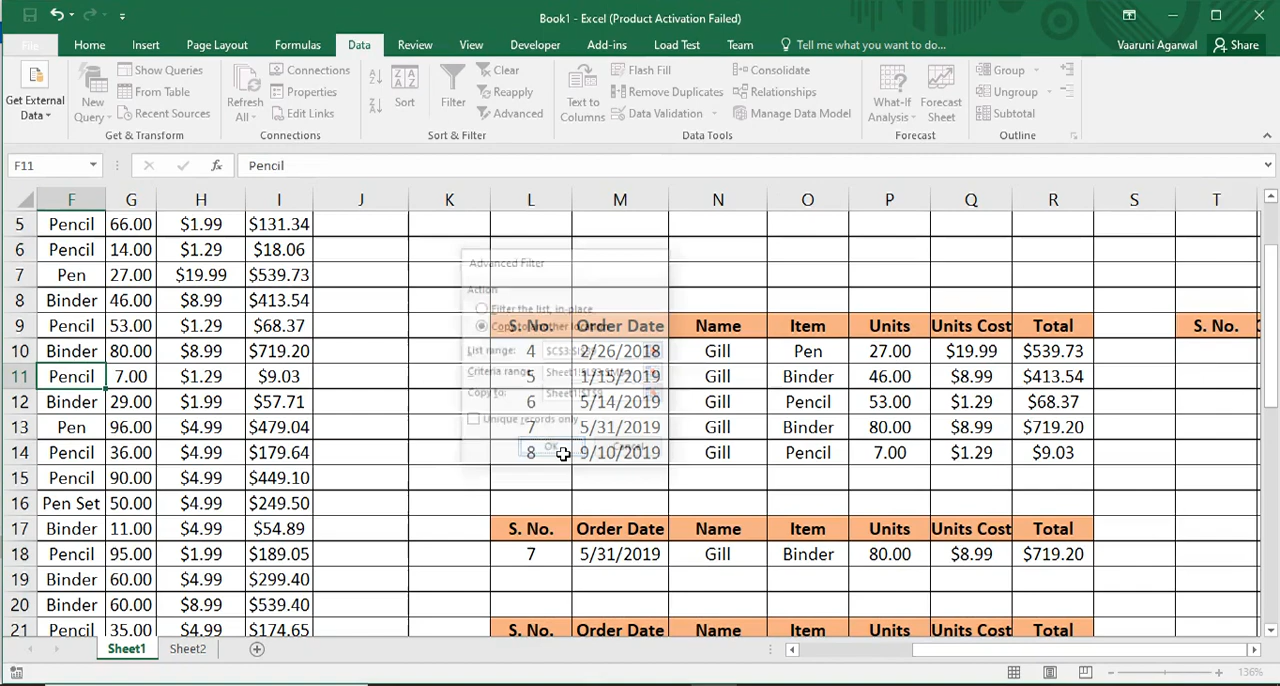 Book1 - Excel (Product Activation Failed)
File Home Insert Page Layout Formulas Data Review View Developer Add-ins Load Test Team Tell me what you want to do... Vaaruni Agarwal Share
Get External Data
New Query
Show Queries
From Table
Recent Sources
Get & Transform
Refresh All
Connections
Properties
Edit Links
Connections
Sort
Filter
Clear
Reapply
Advanced
Sort & Filter
Text to Columns
Flash Fill
Remove Duplicates
Data Validation
Consolidate
Relationships
Manage Data Model
Data Tools
What-If Analysis
Forecast Sheet
Forecast
Group
Ungroup
Subtotal
Outline
F11 fx Pencil
F G H I J K L M N O P Q R S T
5 Pencil 66.00 $1.99 $131.34
6 Pencil 14.00 $1.29 $18.06
7 Pen 27.00 $19.99 $539.73
8 Binder 46.00 $8.99 $413.54
9 Pencil 53.00 $1.29 $68.37 S. No. Order Date Name Item Units Units Cost Total S. No.
10 Binder 80.00 $8.99 $719.20 4 2/26/2018 Gill Pen 27.00 $19.99 $539.73
11 Pencil 7.00 $1.29 $9.03 5 1/15/2019 Gill Binder 46.00 $8.99 $413.54
12 Binder 29.00 $1.99 $57.71 6 5/14/2019 Gill Pencil 53.00 $1.29 $68.37
13 Pen 96.00 $4.99 $479.04 7 5/31/2019 Gill Binder 80.00 $8.99 $719.20
14 Pencil 36.00 $4.99 $179.64 8 9/10/2019 Gill Pencil 7.00 $1.29 $9.03
15 Pencil 90.00 $4.99 $449.10
16 Pen Set 50.00 $4.99 $249.50
17 Binder 11.00 $4.99 $54.89 S. No. Order Date Name Item Units Units Cost Total
18 Pencil 95.00 $1.99 $189.05 7 5/31/2019 Gill Binder 80.00 $8.99 $719.20
19 Binder 60.00 $4.99 $299.40
20 Binder 60.00 $8.99 $539.40
21 Pencil 35.00 $4.99 $174.65 S. No. Order Date Name Item Units Units Cost Total
Advanced Filter
Action
Filter the list, in-place
Copy to another location
List range:
Criteria range:
Copy to:
Unique records only
OK Cancel
Sheet1 Sheet2
136%